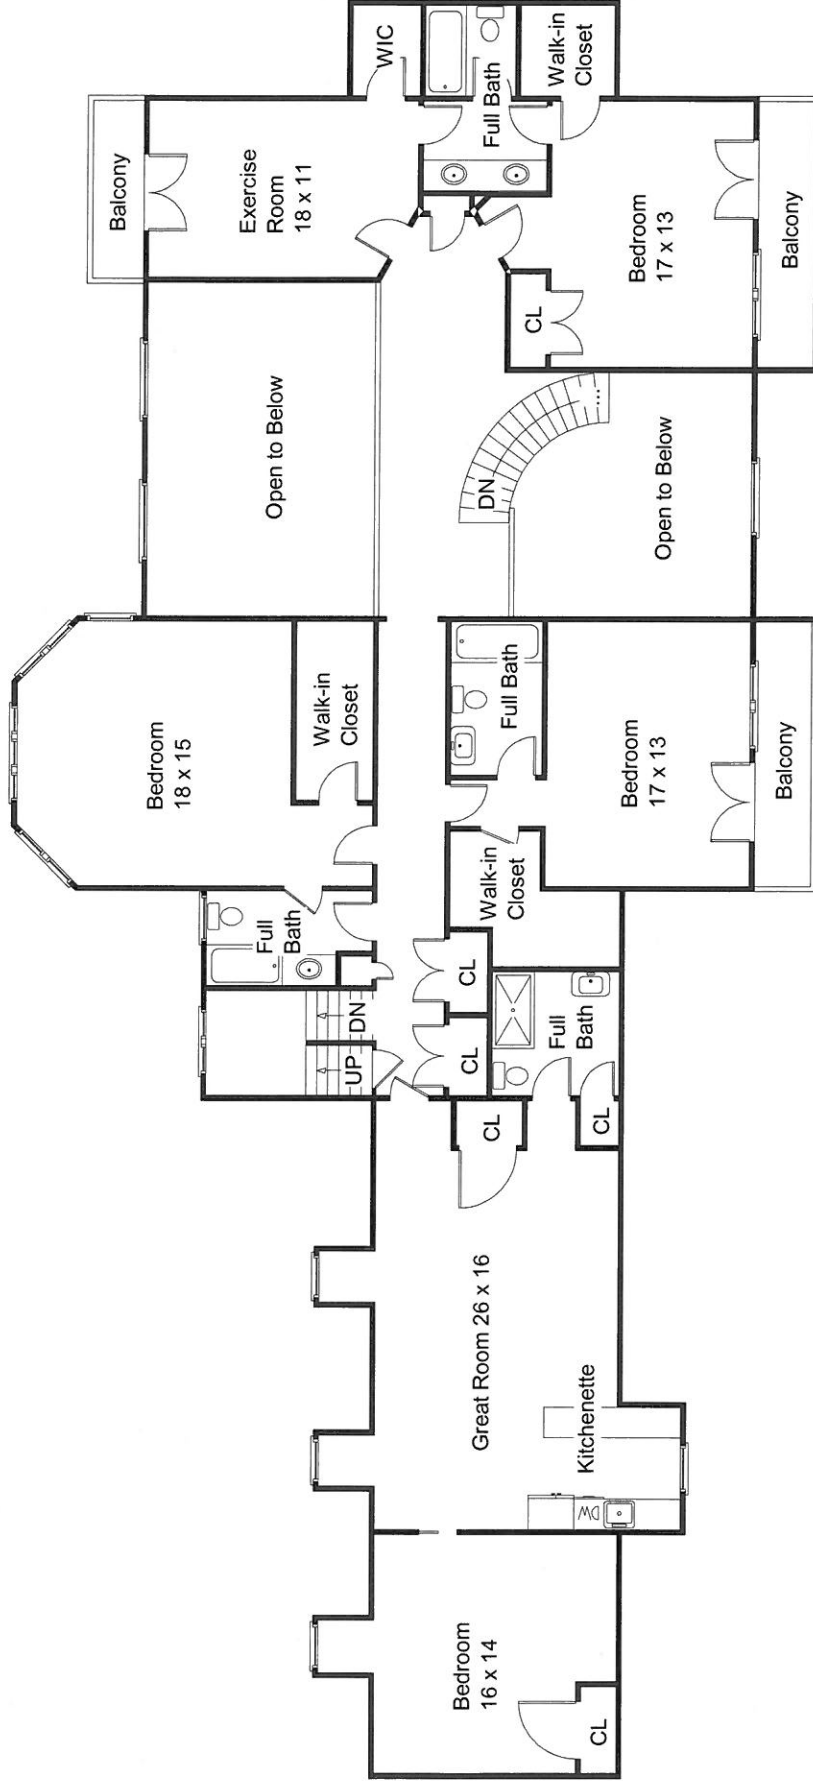 Balcony
Exercise
Room
18 x 11
WIC
Full Bath
Walk-in
Closet
Bedroom
17 x 13
Balcony
CL
Open to Below
DN
Open to Below
Bedroom
18 x 15
Walk-in
Closet
Full Bath
Bedroom
17 x 13
Balcony
Walk-in
Closet
Full
Bath
CL
CL
DN
UP
Full
Bath
CL
CL
Great Room 26 x 16
Kitchenette
DW
Bedroom
16 x 14
CL